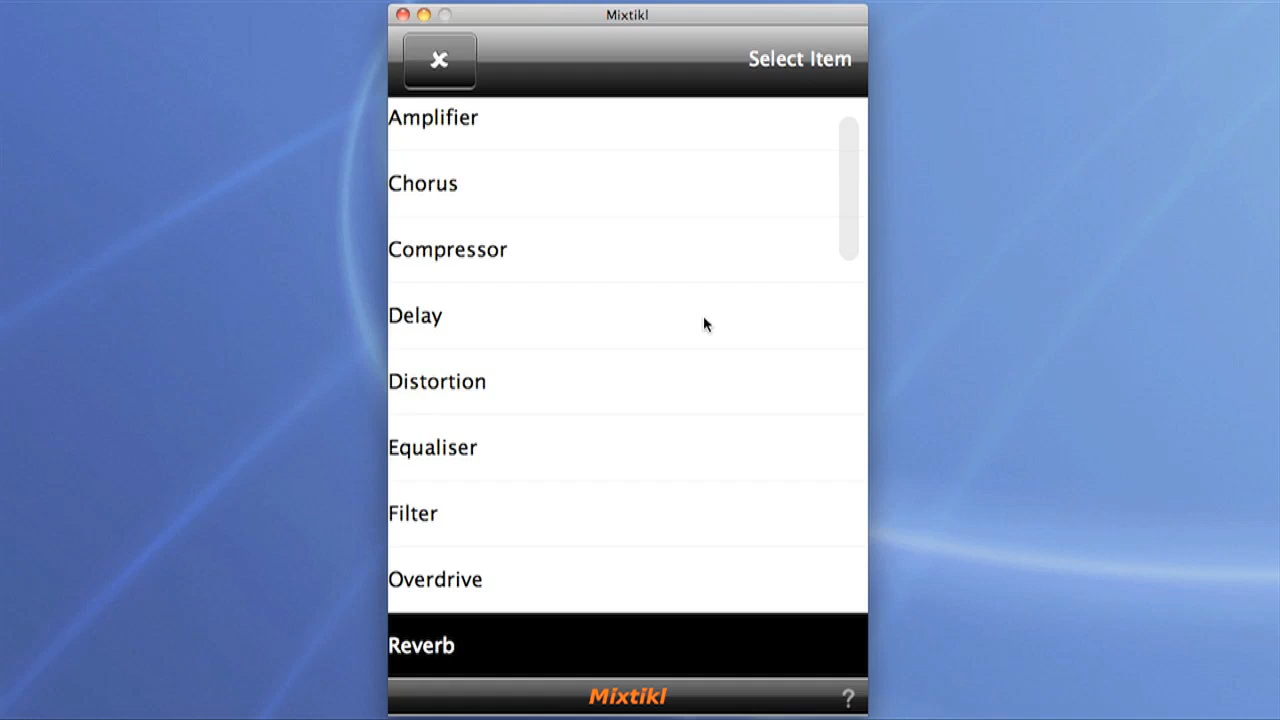 Mixtikl
Select Item
Amplifier
Chorus
Compressor
Delay
Distortion
Equaliser
Filter
Overdrive
Reverb
Mixtikl
?